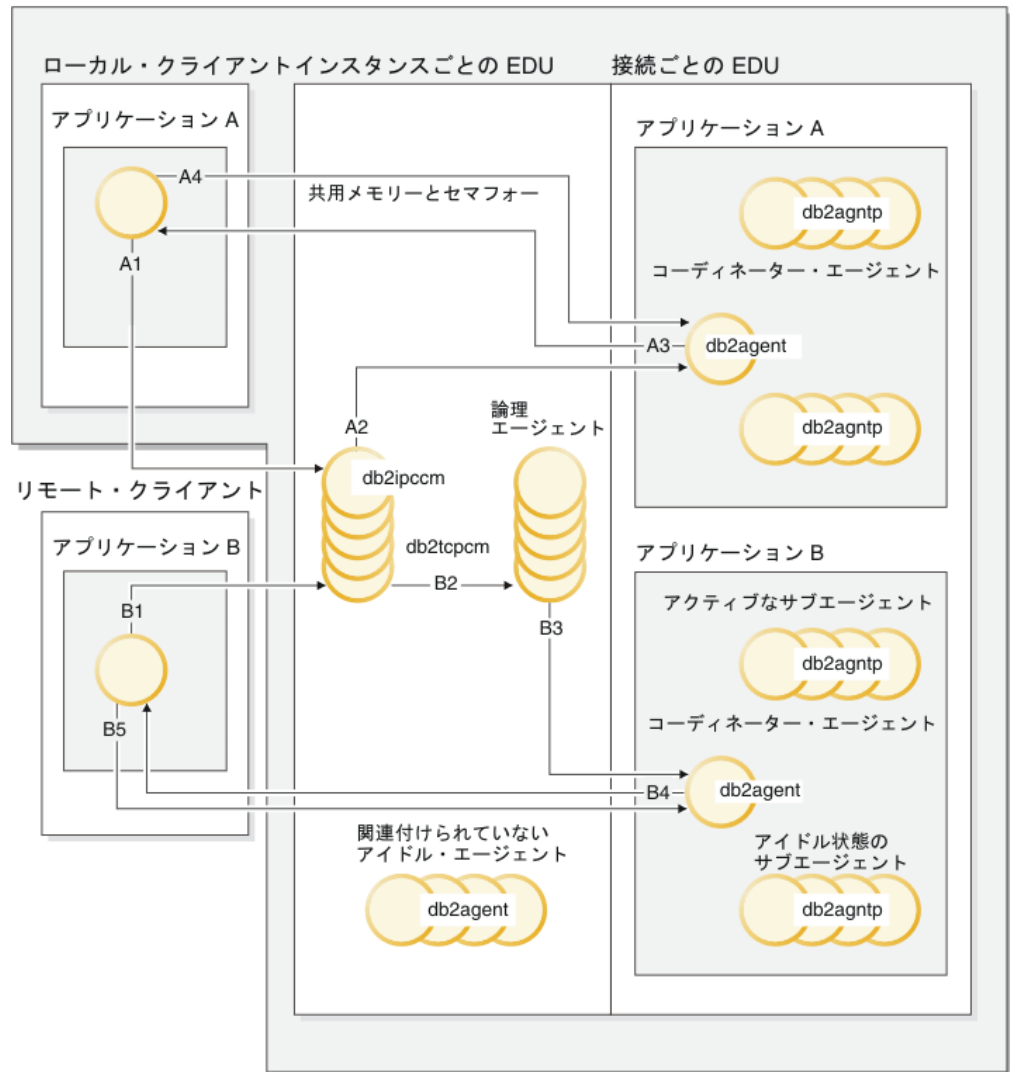 ローカル・クライアント
インスタンスごとの EDU
接続ごとの EDU
アプリケーション A
A4
A1
共用メモリーとセマフォー
アプリケーション A
db2agntp
コーディネーター・エージェント
A3
db2agent
db2agntp
A2
論理
エージェント
db2ipccm
db2tcpcm
B2
B3
リモート・クライアント
アプリケーション B
B1
B5
アプリケーション B
アクティブなサブエージェント
db2agntp
コーディネーター・エージェント
B4
db2agent
アイドル状態の
サブエージェント
db2agntp
関連付けられていない
アイドル・エージェント
db2agent